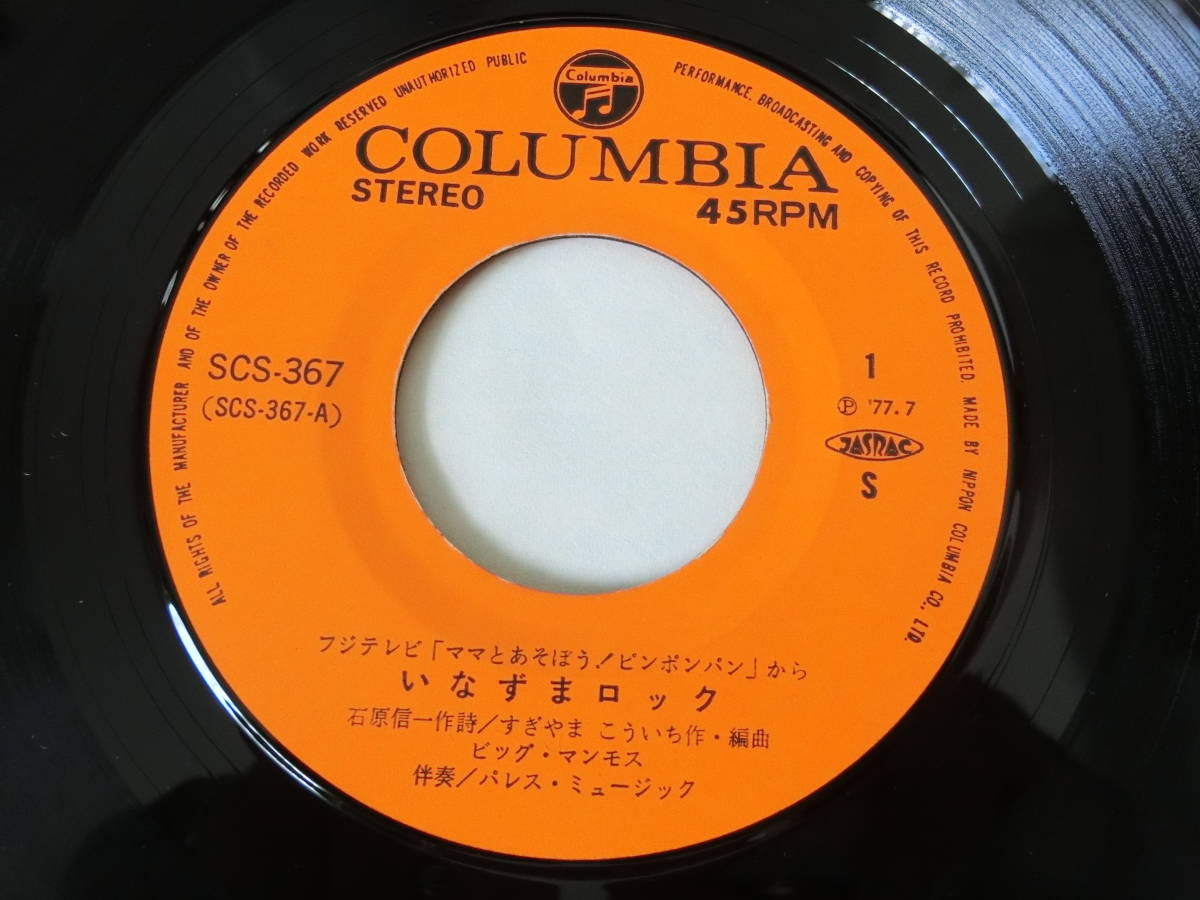 ALL RIGHTS OF THE MANUFACTURER AND OF THE OWNER OF THE RECORDED WORK RESERVED UNAUTHORIZED PUBLIC PERFORMANCE, BROADCASTING AND COPYING OF THIS RECORD PROHIBITED. MADE BY NIPPON COLUMBIA CO., LTD.
Columbia
COLUMBIA
STEREO 45RPM
SCS-367 1
(SCS-367-A) Ⓟ '77.7
JASRAC
S
フジテレビ「ママとあそぼう!ピンポンパン」から
いなずまロック
石原信一作詩/すぎやま こういち作・編曲
ビッグ・マンモス
伴奏/パレス・ミュージック